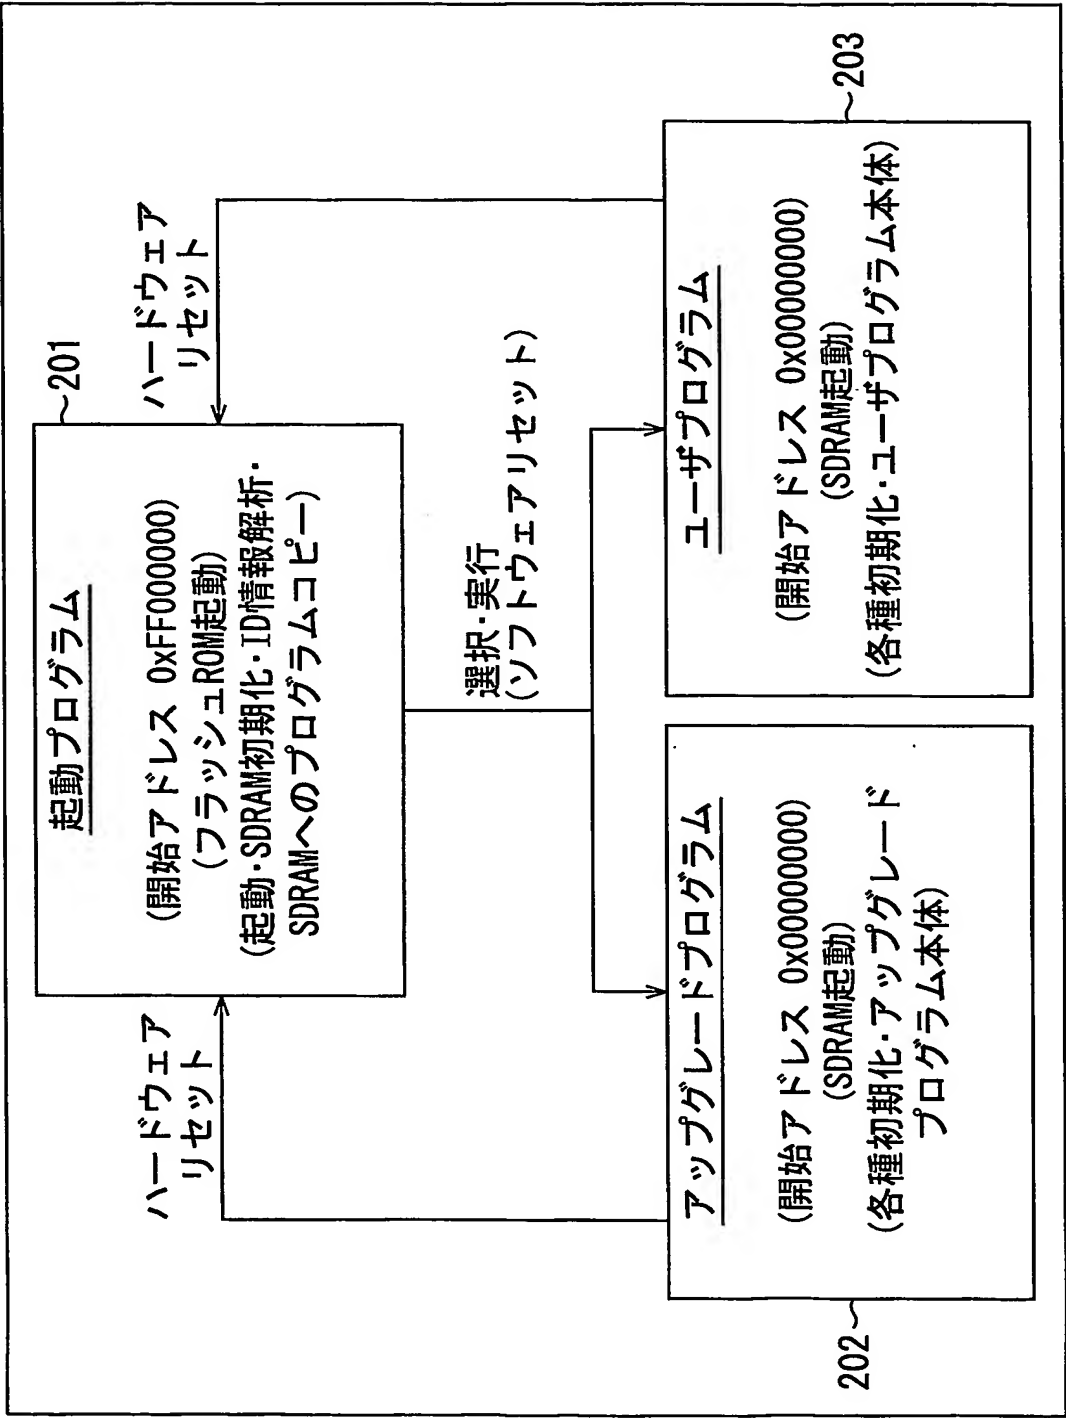 201
起動プログラム
(開始アドレス 0xFF000000)
(フラッシュROM起動)
(起動・SDRAM初期化・ID情報解析・
SDRAMへのプログラムコピー)
ハードウェア
リセット
ハードウェア
リセット
選択・実行
(ソフトウェアリセット)
アップグレードプログラム
(開始アドレス 0x00000000)
(SDRAM起動)
(各種初期化・アップグレード
プログラム本体)
202
ユーザプログラム
(開始アドレス 0x00000000)
(SDRAM起動)
(各種初期化・ユーザプログラム本体)
203